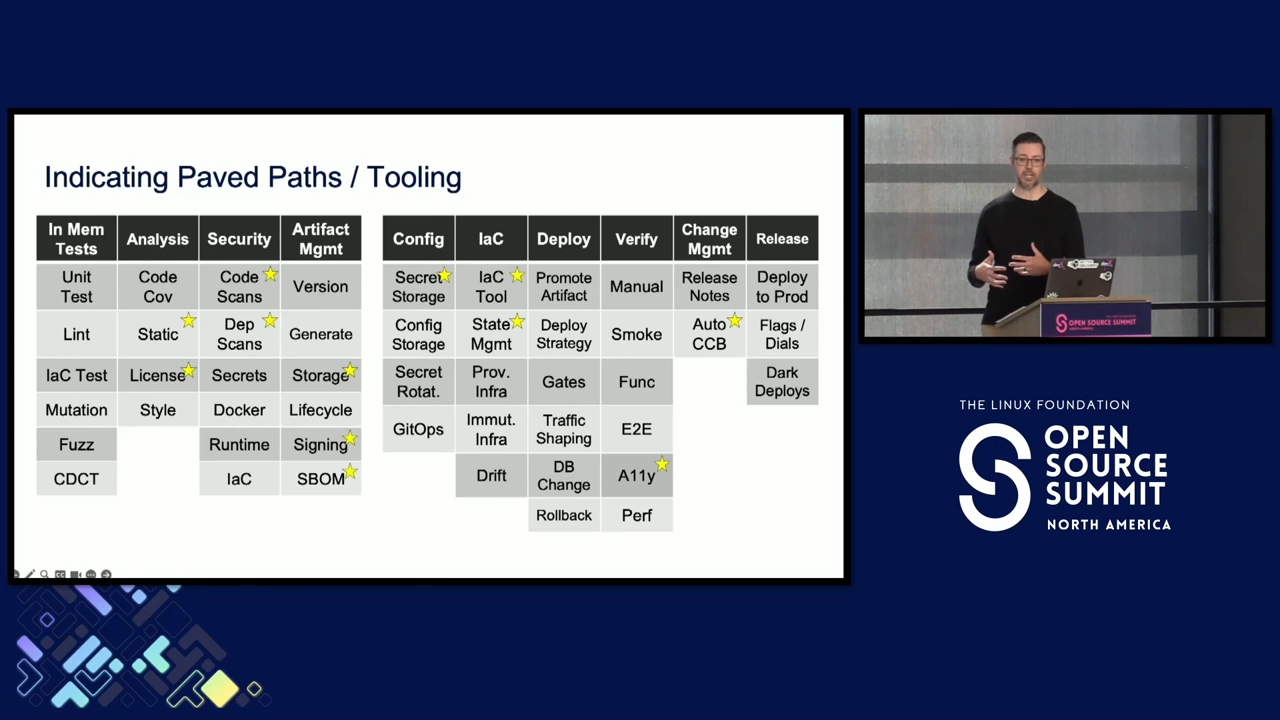 Indicating Paved Paths / Tooling
In Mem
Tests
Analysis
Security
Artifact
Mgmt
Unit
Test
Code
Cov
Code
Scans
Version
Lint
Static
Dep
Scans
Generate
IaC Test
License
Secrets
Storage
Mutation
Style
Docker
Lifecycle
Fuzz
Runtime
Signing
CDCT
IaC
SBOM
Config
IaC
Deploy
Verify
Change
Mgmt
Release
Secret
Storage
IaC
Tool
Promote
Artifact
Manual
Release
Notes
Deploy
to Prod
Config
Storage
State
Mgmt
Deploy
Strategy
Smoke
Auto
CCB
Flags /
Dials
Secret
Rotat.
Prov.
Infra
Gates
Func
Dark
Deploys
GitOps
Immut.
Infra
Traffic
Shaping
E2E
Drift
DB
Change
A11y
Rollback
Perf
OPEN SOURCE SUMMIT
THE LINUX FOUNDATION
OPEN
SOURCE
SUMMIT
NORTH AMERICA